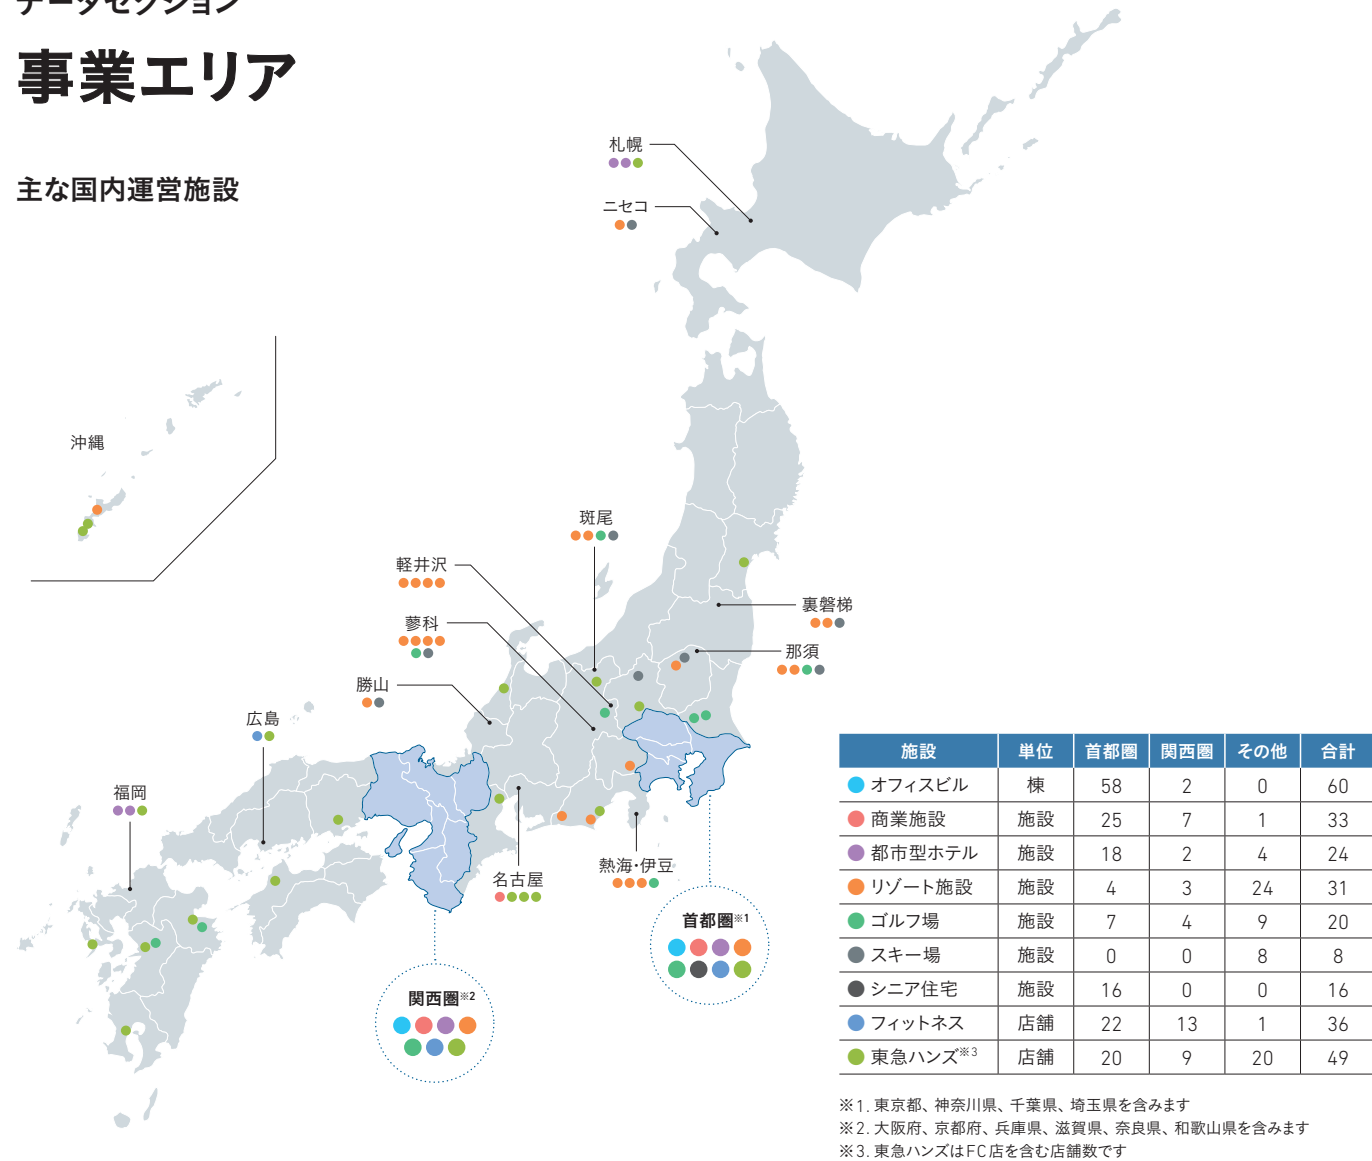 データセクション
事業エリア
主な国内運営施設
札幌
ニセコ
沖縄
斑尾
軽井沢
蓼科
裏磐梯
那須
勝山
広島
福岡
熱海・伊豆
名古屋
首都圏※1
関西圏※2
施設 単位 首都圏 関西圏 その他 合計
オフィスビル 棟 58 2 0 60
商業施設 施設 25 7 1 33
都市型ホテル 施設 18 2 4 24
リゾート施設 施設 4 3 24 31
ゴルフ場 施設 7 4 9 20
スキー場 施設 0 0 8 8
シニア住宅 施設 16 0 0 16
フィットネス 店舗 22 13 1 36
東急ハンズ※3 店舗 20 9 20 49
※1. 東京都、神奈川県、千葉県、埼玉県を含みます
※2. 大阪府、京都府、兵庫県、滋賀県、奈良県、和歌山県を含みます
※3. 東急ハンズはFC店を含む店舗数です